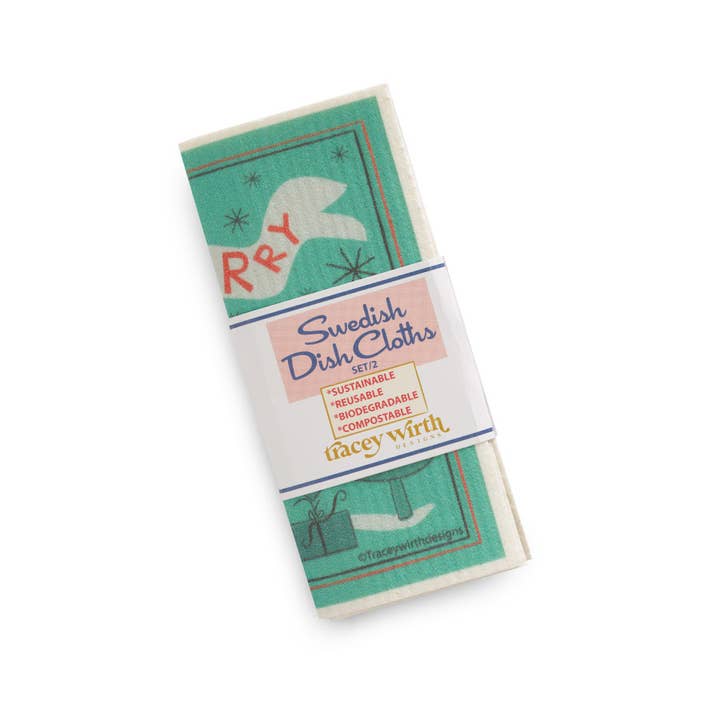 RRY
Swedish
Dish Cloths
SET/2
*SUSTAINABLE
*REUSABLE
*BIODEGRADABLE
*COMPOSTABLE
tracey wirth
DESIGNS
©Traceywirthdesigns